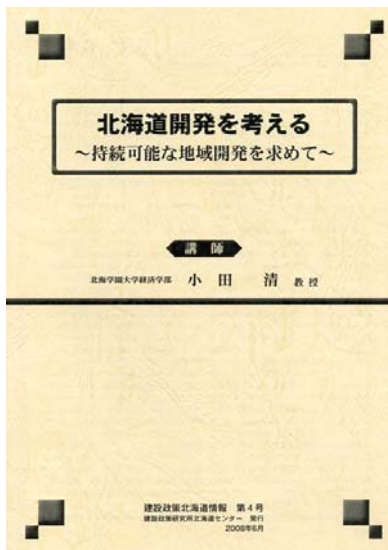 北海道開発を考える
～持続可能な地域開発を求めて～
講師
北海学園大学経済学部 小田 清 教授
建設政策北海道情報 第4号
建設政策研究所北海道センター 発行
2008年6月